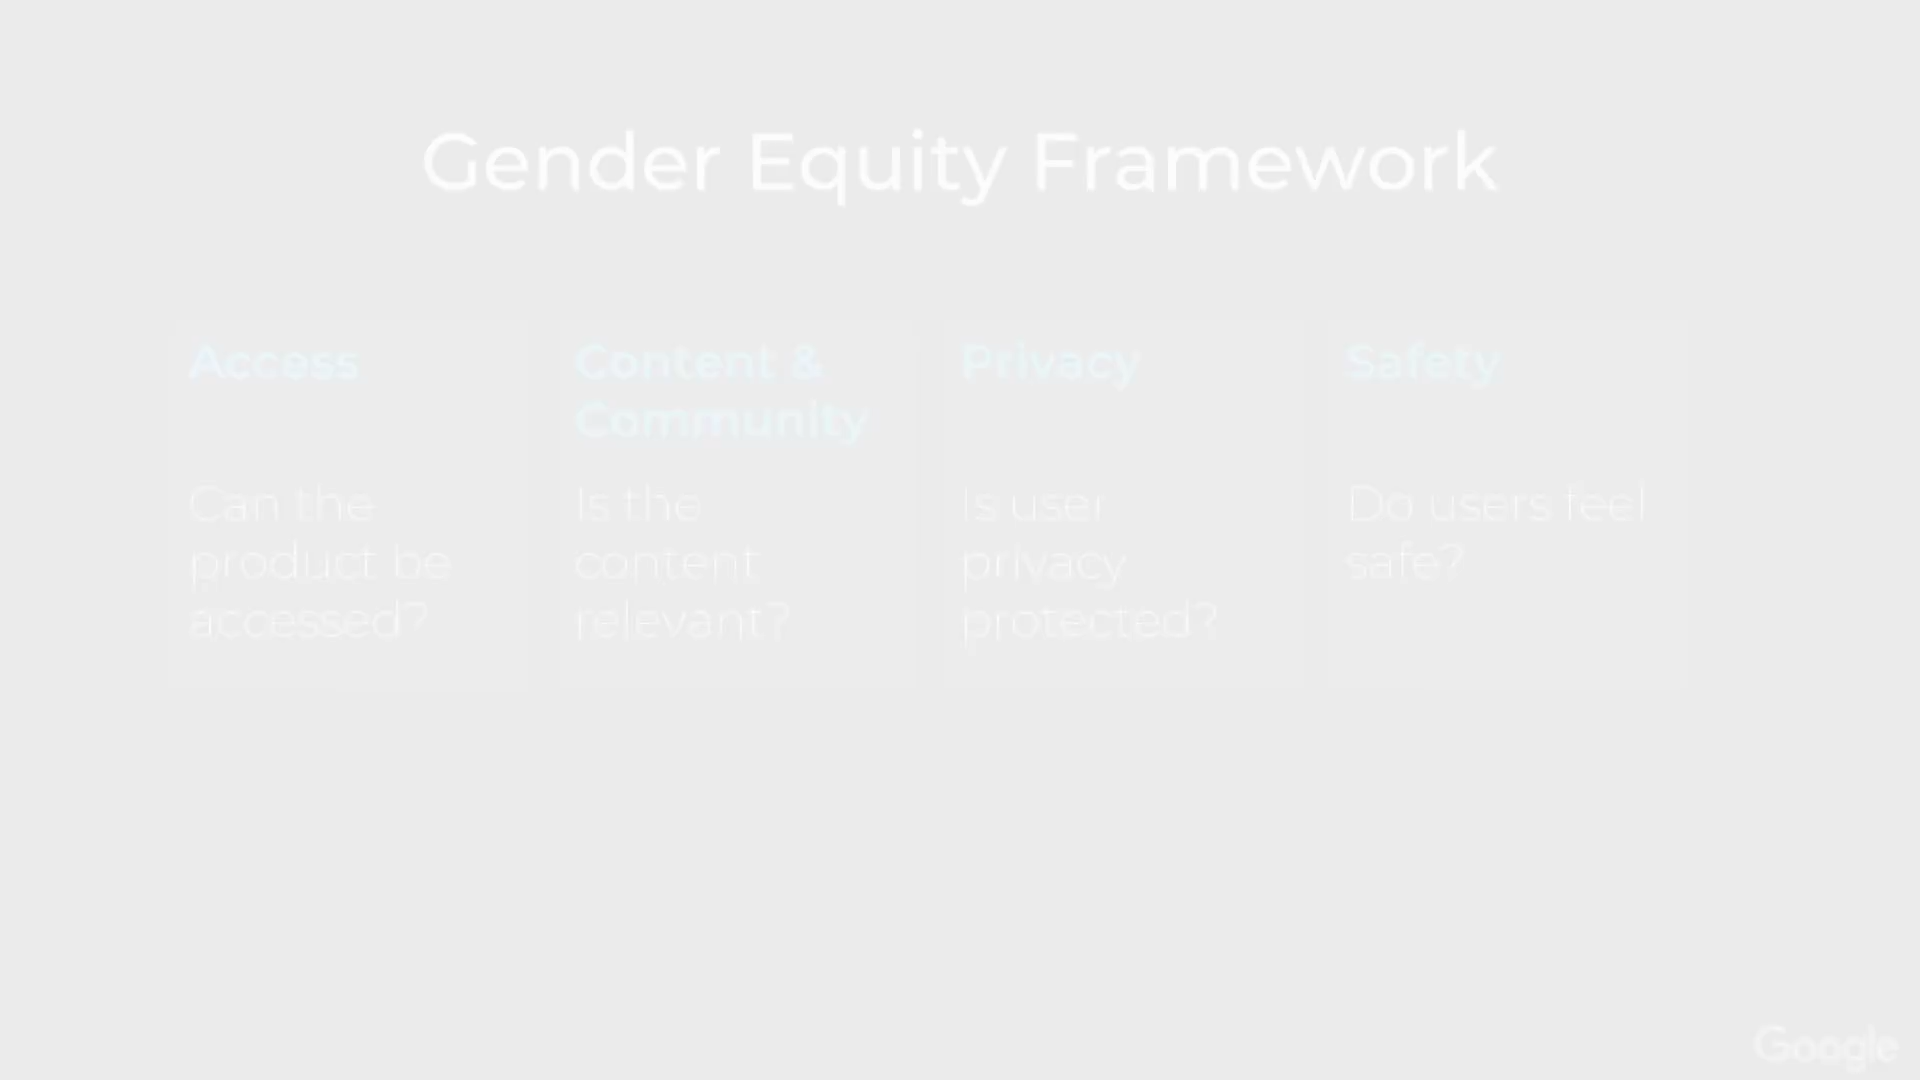 Gender Equity Framework
Access
Can the
product be
accessed?
Content &
Community
Is the
content
relevant?
Privacy
Is user
privacy
protected?
Safety
Do users feel
safe?
Google